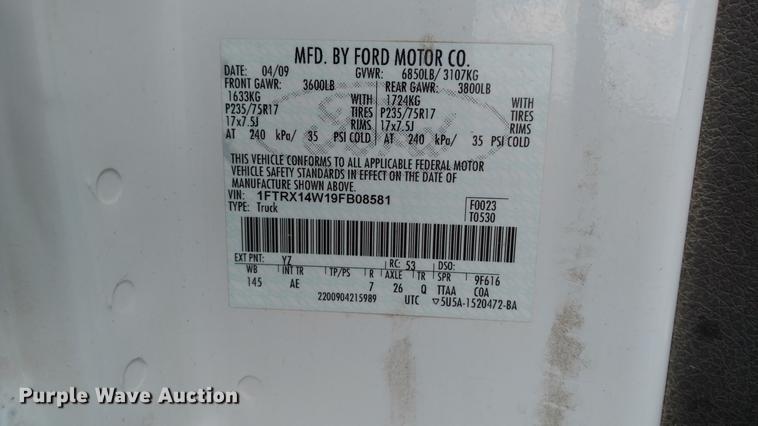 MFD. BY FORD MOTOR CO.
DATE: 04/09 GVWR: 6850LB/ 3107KG
FRONT GAWR: 3600LB REAR GAWR: 3800LB
1633KG WITH 1724KG WITH
P235/75R17 TIRES P235/75R17 TIRES
17x7.5J RIMS 17x7.5J RIMS
AT 240 kPa/ 35 PSI COLD AT 240 kPa/ 35 PSI COLD
THIS VEHICLE CONFORMS TO ALL APPLICABLE FEDERAL MOTOR
VEHICLE SAFETY STANDARDS IN EFFECT ON THE DATE OF
MANUFACTURE SHOWN ABOVE.
VIN: 1FTRX14W19FB08581 F0023
TYPE: Truck T0530
EXT PNT: YZ RC: 53 DSO:
WB INT TR TP/PS R AXLE TR SPR 9F616
145 AE 7 26 Q TTAA COA
2200904215989 UTC ▽5U5A-1520472-BA
Ford
Purple Wave Auction